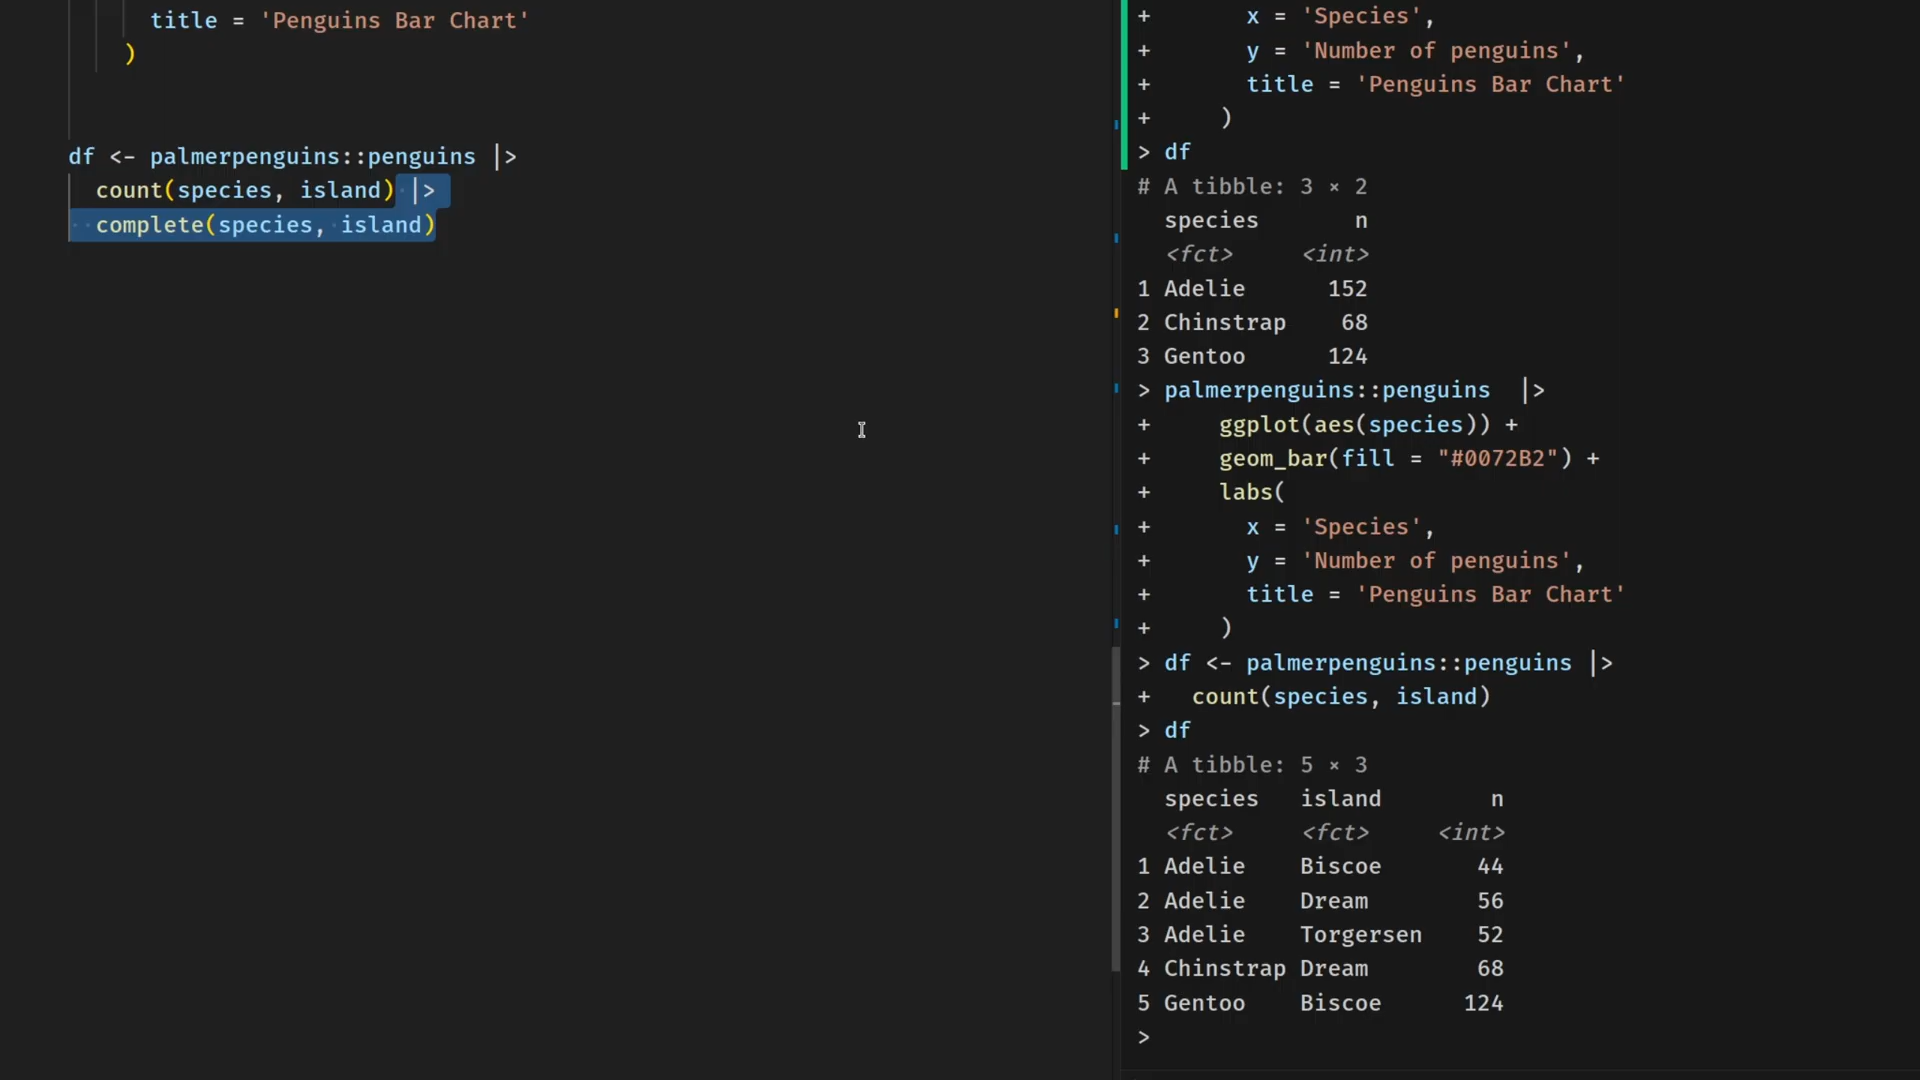 title = 'Penguins Bar Chart'
)
df <- palmerpenguins::penguins |>
count(species, island) |>
complete(species, island)
+ x = 'Species',
+ y = 'Number of penguins',
+ title = 'Penguins Bar Chart'
+ )
> df
# A tibble: 3 × 2
species n
<fct> <int>
1 Adelie 152
2 Chinstrap 68
3 Gentoo 124
> palmerpenguins::penguins |>
+ ggplot(aes(species)) +
+ geom_bar(fill = "#0072B2") +
+ labs(
+ x = 'Species',
+ y = 'Number of penguins',
+ title = 'Penguins Bar Chart'
+ )
> df <- palmerpenguins::penguins |>
+ count(species, island)
> df
# A tibble: 5 × 3
species island n
<fct> <fct> <int>
1 Adelie Biscoe 44
2 Adelie Dream 56
3 Adelie Torgersen 52
4 Chinstrap Dream 68
5 Gentoo Biscoe 124
>